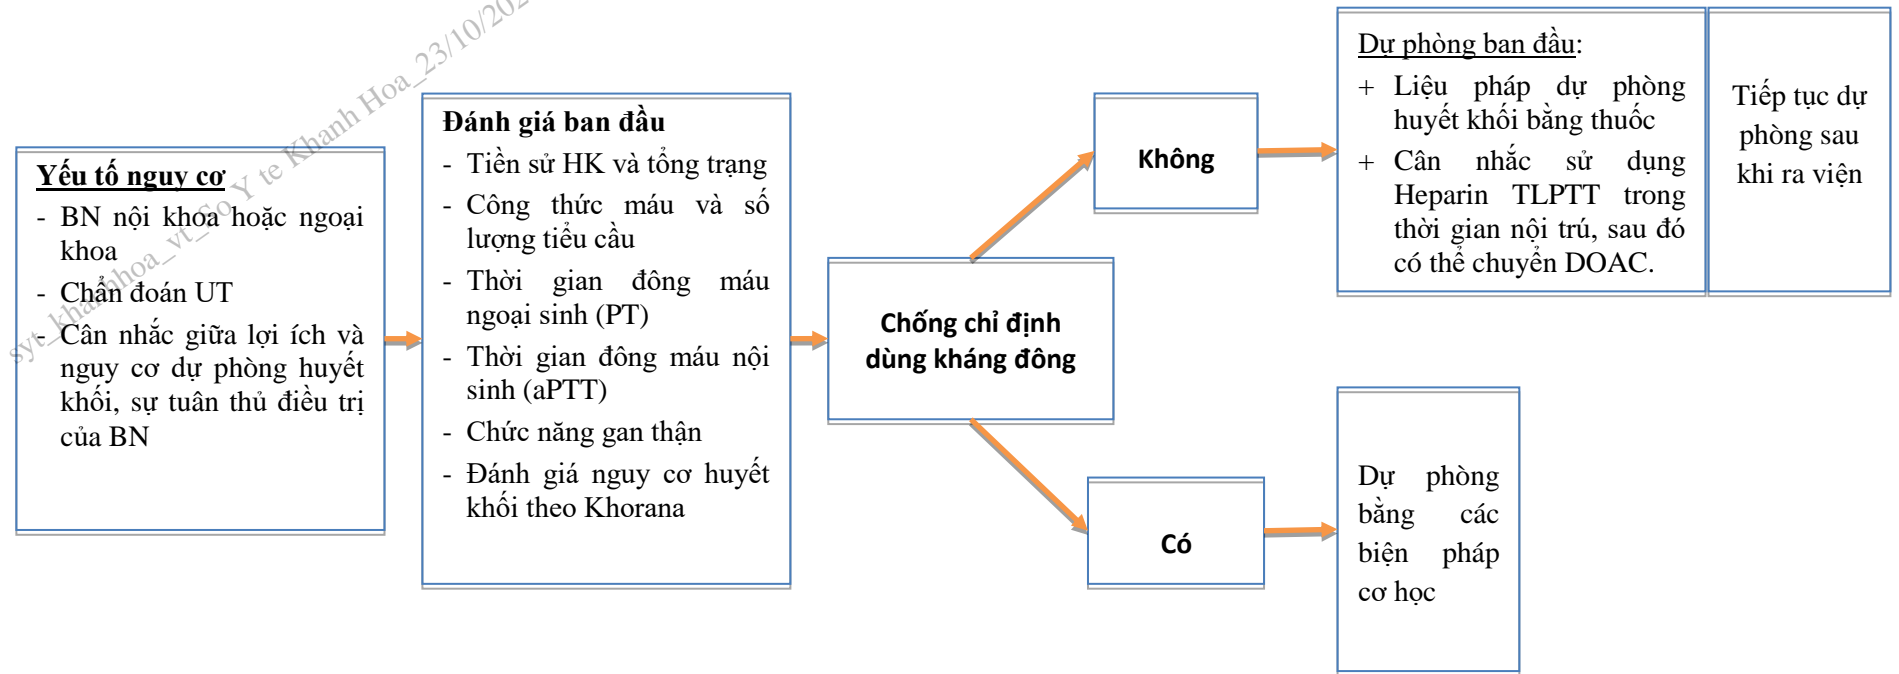 syt_khanhhoa_vt_So Y te Khanh Hoa_23/10/202
Yếu tố nguy cơ
- BN nội khoa hoặc ngoại
khoa
- Chẩn đoán UT
- Cân nhắc giữa lợi ích và
nguy cơ dự phòng huyết
khối, sự tuân thủ điều trị
của BN
Đánh giá ban đầu
- Tiền sử HK và tổng trạng
- Công thức máu và số
lượng tiểu cầu
- Thời gian đông máu
ngoại sinh (PT)
- Thời gian đông máu nội
sinh (aPTT)
- Chức năng gan thận
- Đánh giá nguy cơ huyết
khối theo Khorana
Chống chỉ định
dùng kháng đông
Không
Dự phòng ban đầu:
+ Liệu pháp dự phòng
huyết khối bằng thuốc
+ Cân nhắc sử dụng
Heparin TLPTT trong
thời gian nội trú, sau đó
có thể chuyển DOAC.
Tiếp tục dự
phòng sau
khi ra viện
Có
Dự phòng
bằng các
biện pháp
cơ học